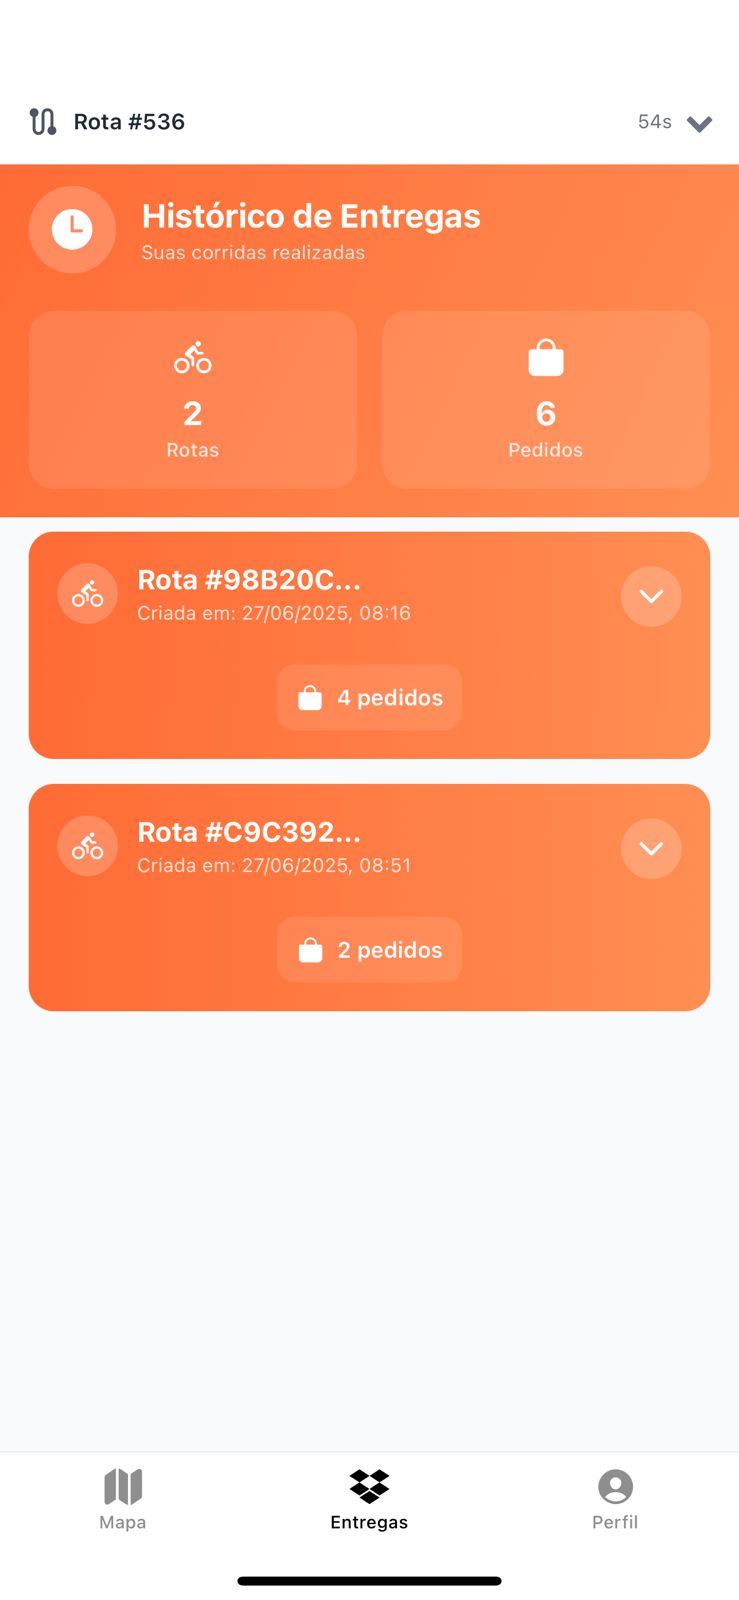 Rota #536
54s
Histórico de Entregas
Suas corridas realizadas
2
Rotas
6
Pedidos
Rota #98B20C...
Criada em: 27/06/2025, 08:16
4 pedidos
Rota #C9C392...
Criada em: 27/06/2025, 08:51
2 pedidos
Mapa
Entregas
Perfil